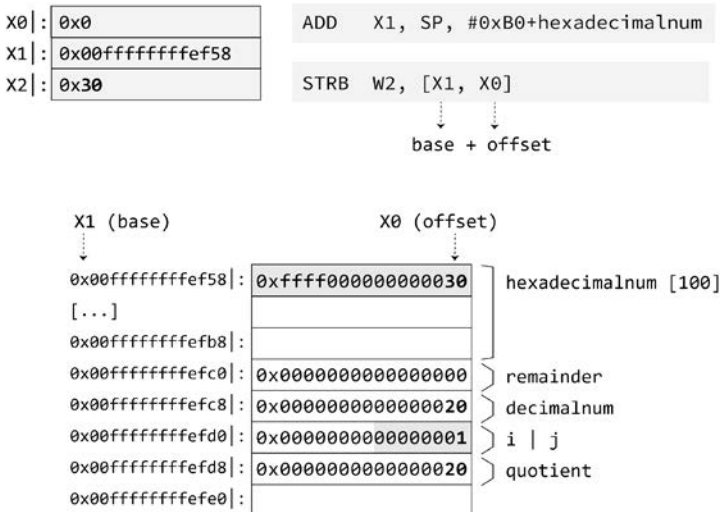 X0|: 0x0
ADD X1, SP, #0xB0+hexadecimalnum
X1|: 0x00ffffffffef58
X2|: 0x30
STRB W2, [X1, X0]
base + offset
X1 (base) X0 (offset)
0x00ffffffffef58|: 0xffff000000000030 hexadecimalnum [100]
[...]
0x00ffffffffefb8|:
0x00ffffffffefc0|: 0x0000000000000000 remainder
0x00ffffffffefc8|: 0x0000000000000020 decimalnum
0x00ffffffffefd0|: 0x0000000000000001 i | j
0x00ffffffffefd8|: 0x0000000000000020 quotient
0x00ffffffffefe0|: